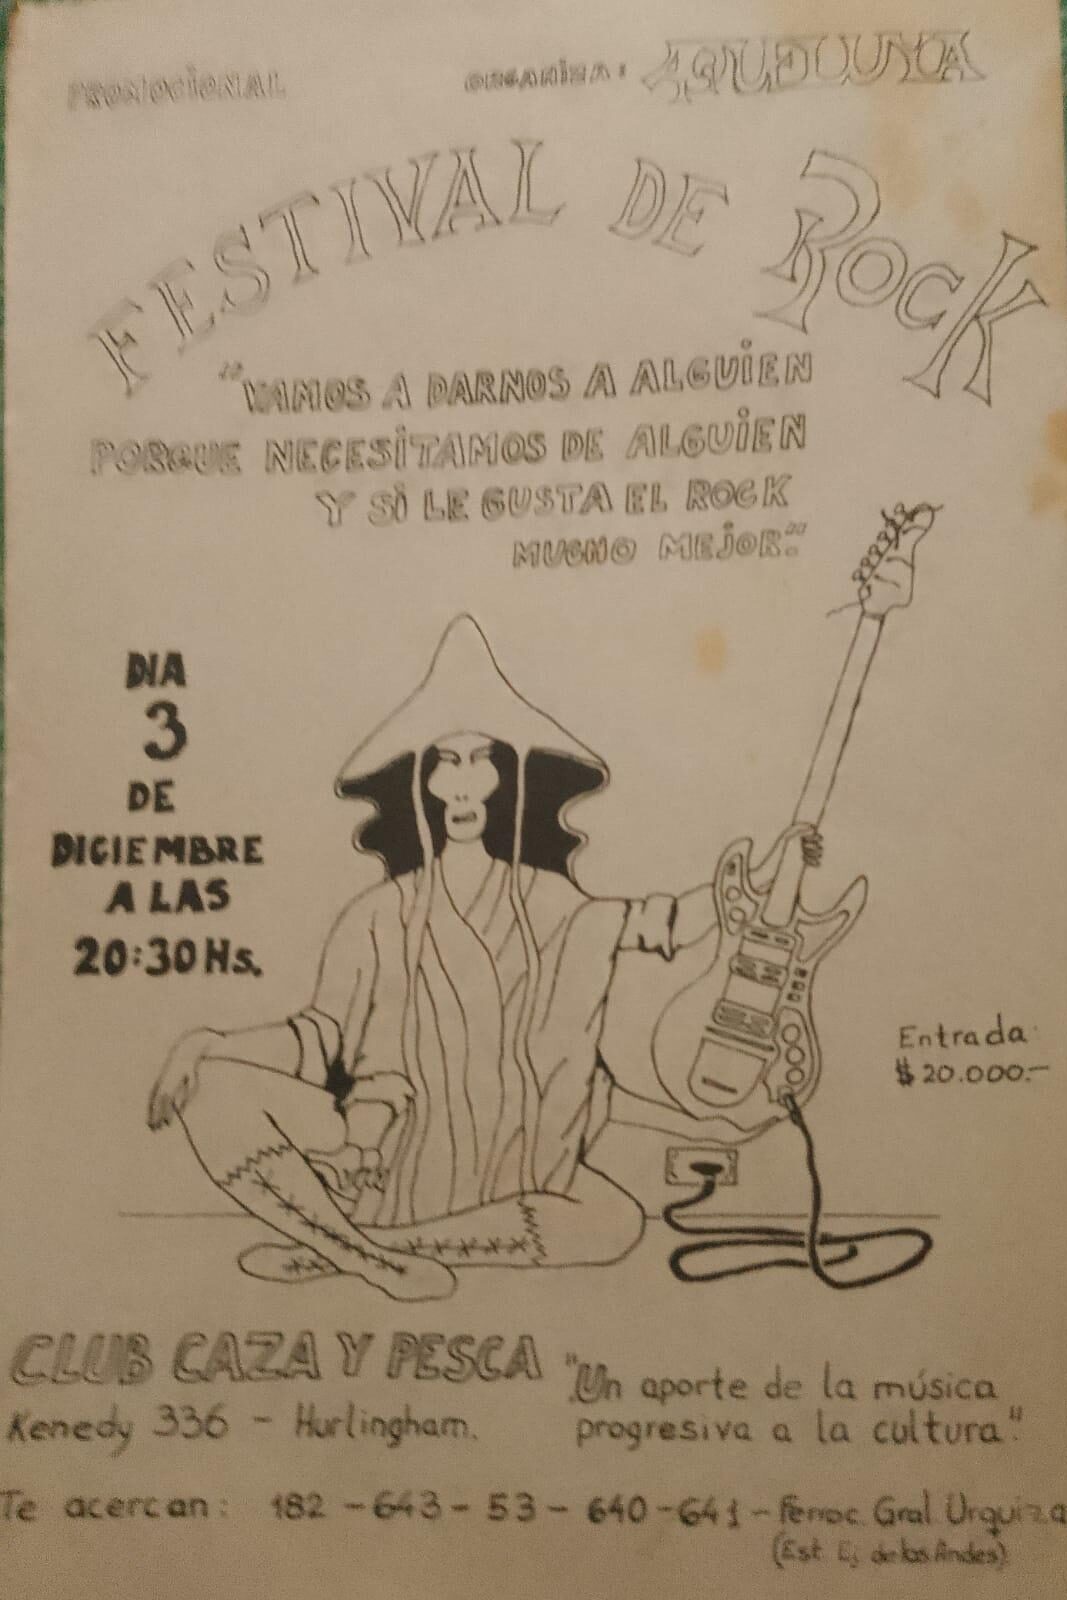 PROMOCIONAL
ORGANIZA:
FESTIVAL DE ROCK
"VAMOS A DARNOS A ALGUIEN
PORQUE NECESITAMOS DE ALGUIEN
Y SI LE GUSTA EL ROCK
MUCHO MEJOR."
DIA
3
DE
DICIEMBRE
A LAS
20:30 Hs.
Entrada:
$ 20.000.-
CLUB CAZA Y PESCA
Kenedy 336 - Hurlingham.
"Un aporte de la música
progresiva a la cultura."
Te acercan: 182 - 643 - 53 - 640 - 641 - Ferroc. Gral. Urquiza
(Est. Ej. de los Andes)